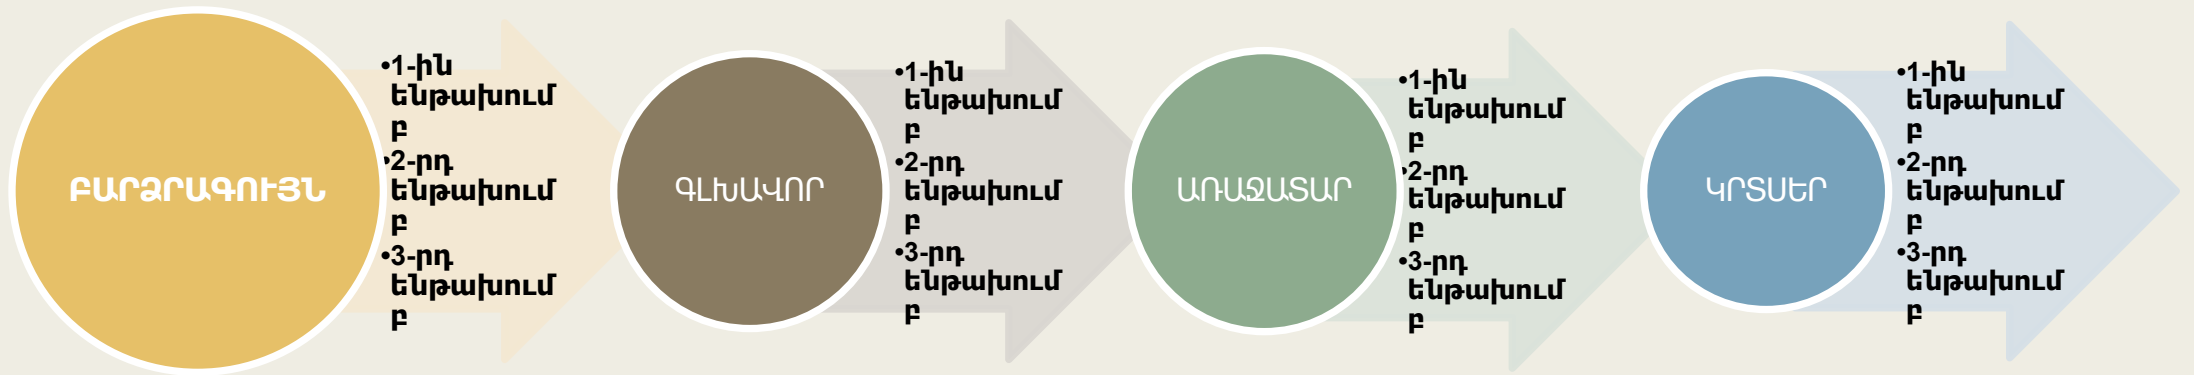 ԲԱՐՁՐԱԳՈՒՅՆ
•1-ին
ենթախում
բ
•2-րդ
ենթախում
բ
•3-րդ
ենթախում
բ
ԳԼԽԱՎՈՐ
•1-ին
ենթախում
բ
•2-րդ
ենթախում
բ
•3-րդ
ենթախում
բ
ԱՌԱՋԱՏԱՐ
•1-ին
ենթախում
բ
•2-րդ
ենթախում
բ
•3-րդ
ենթախում
բ
ԿՐՏՍԵՐ
•1-ին
ենթախում
բ
•2-րդ
ենթախում
բ
•3-րդ
ենթախում
բ